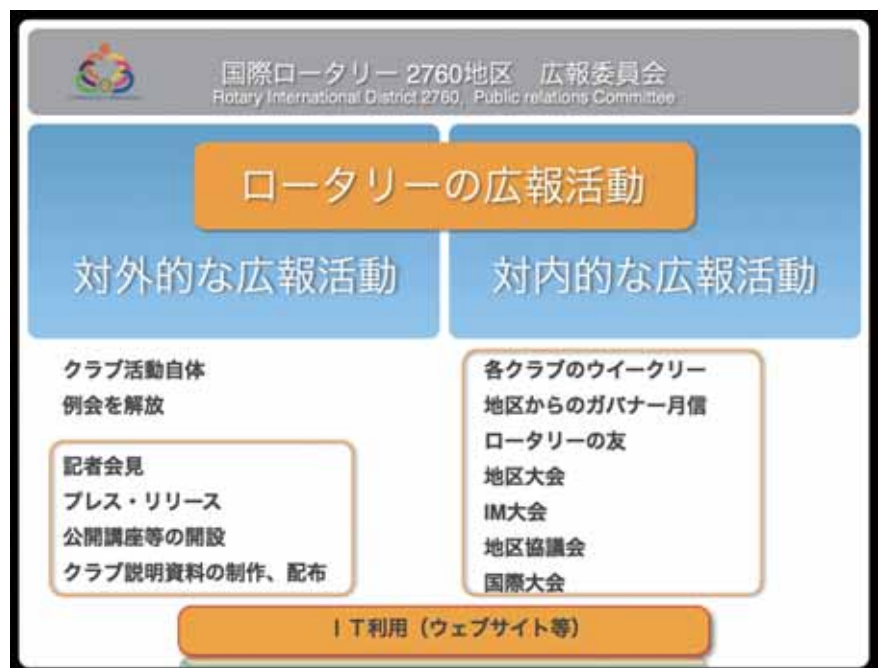 国際ロータリー 2760地区　広報委員会
Rotary International District 2760, Public relations Committee
ロータリーの広報活動
対外的な広報活動
対内的な広報活動
クラブ活動自体
例会を解放
記者会見
プレス・リリース
公開講座等の開設
クラブ説明資料の制作、配布
各クラブのウイークリー
地区からのガバナー月信
ロータリーの友
地区大会
IM大会
地区協議会
国際大会
IT利用（ウェブサイト等）